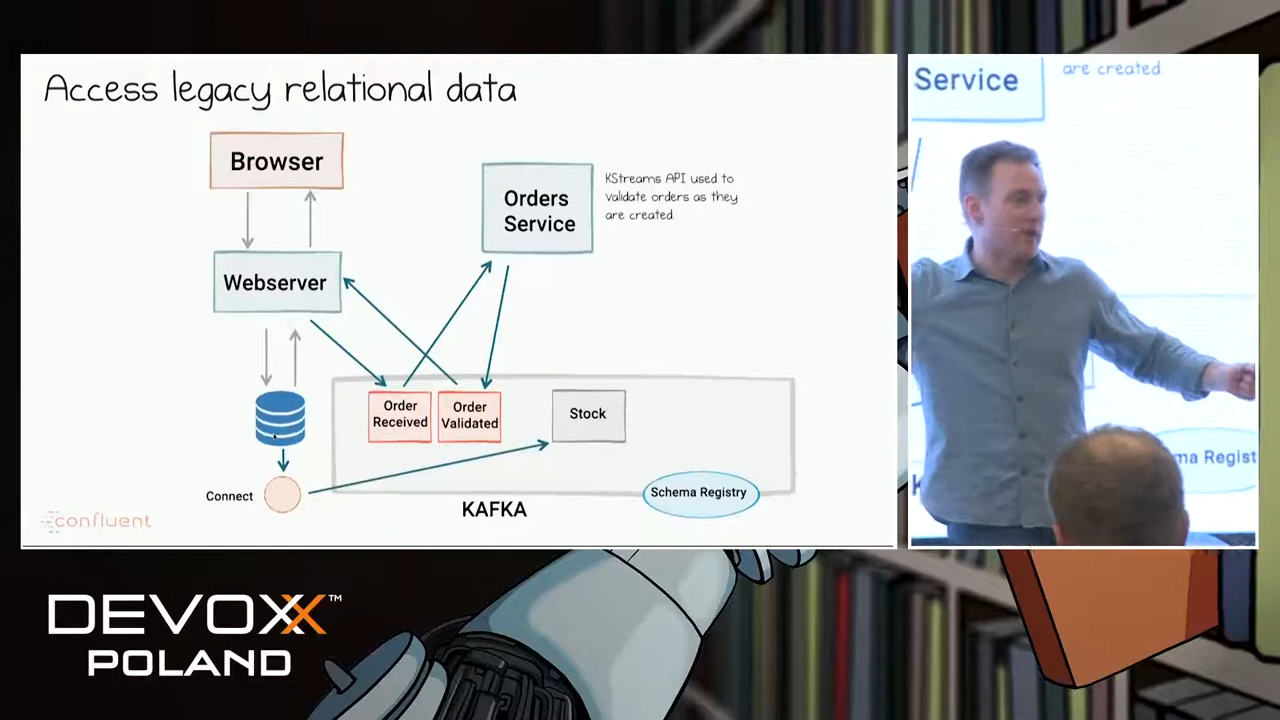 Access legacy relational data
Browser
Webserver
Orders
Service
KStreams API used to
validate orders as they
are created
Order
Received
Order
Validated
Stock
Connect
Schema Registry
KAFKA
confluent
Service
are created
ma Regist
K
DEVOXX™
POLAND